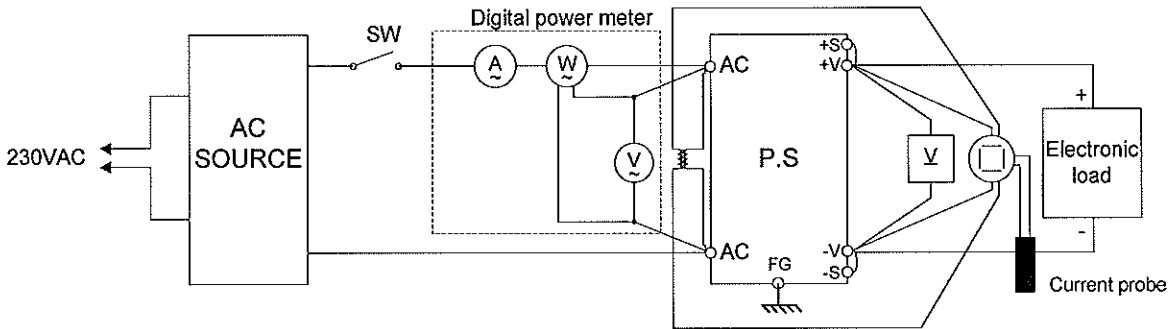 Digital power meter
SW
A
~
W
~
+S
+V
AC
+
230VAC
AC
SOURCE
V
~
P.S
V
Electronic
load
AC
FG
-V
-S
-
Current probe